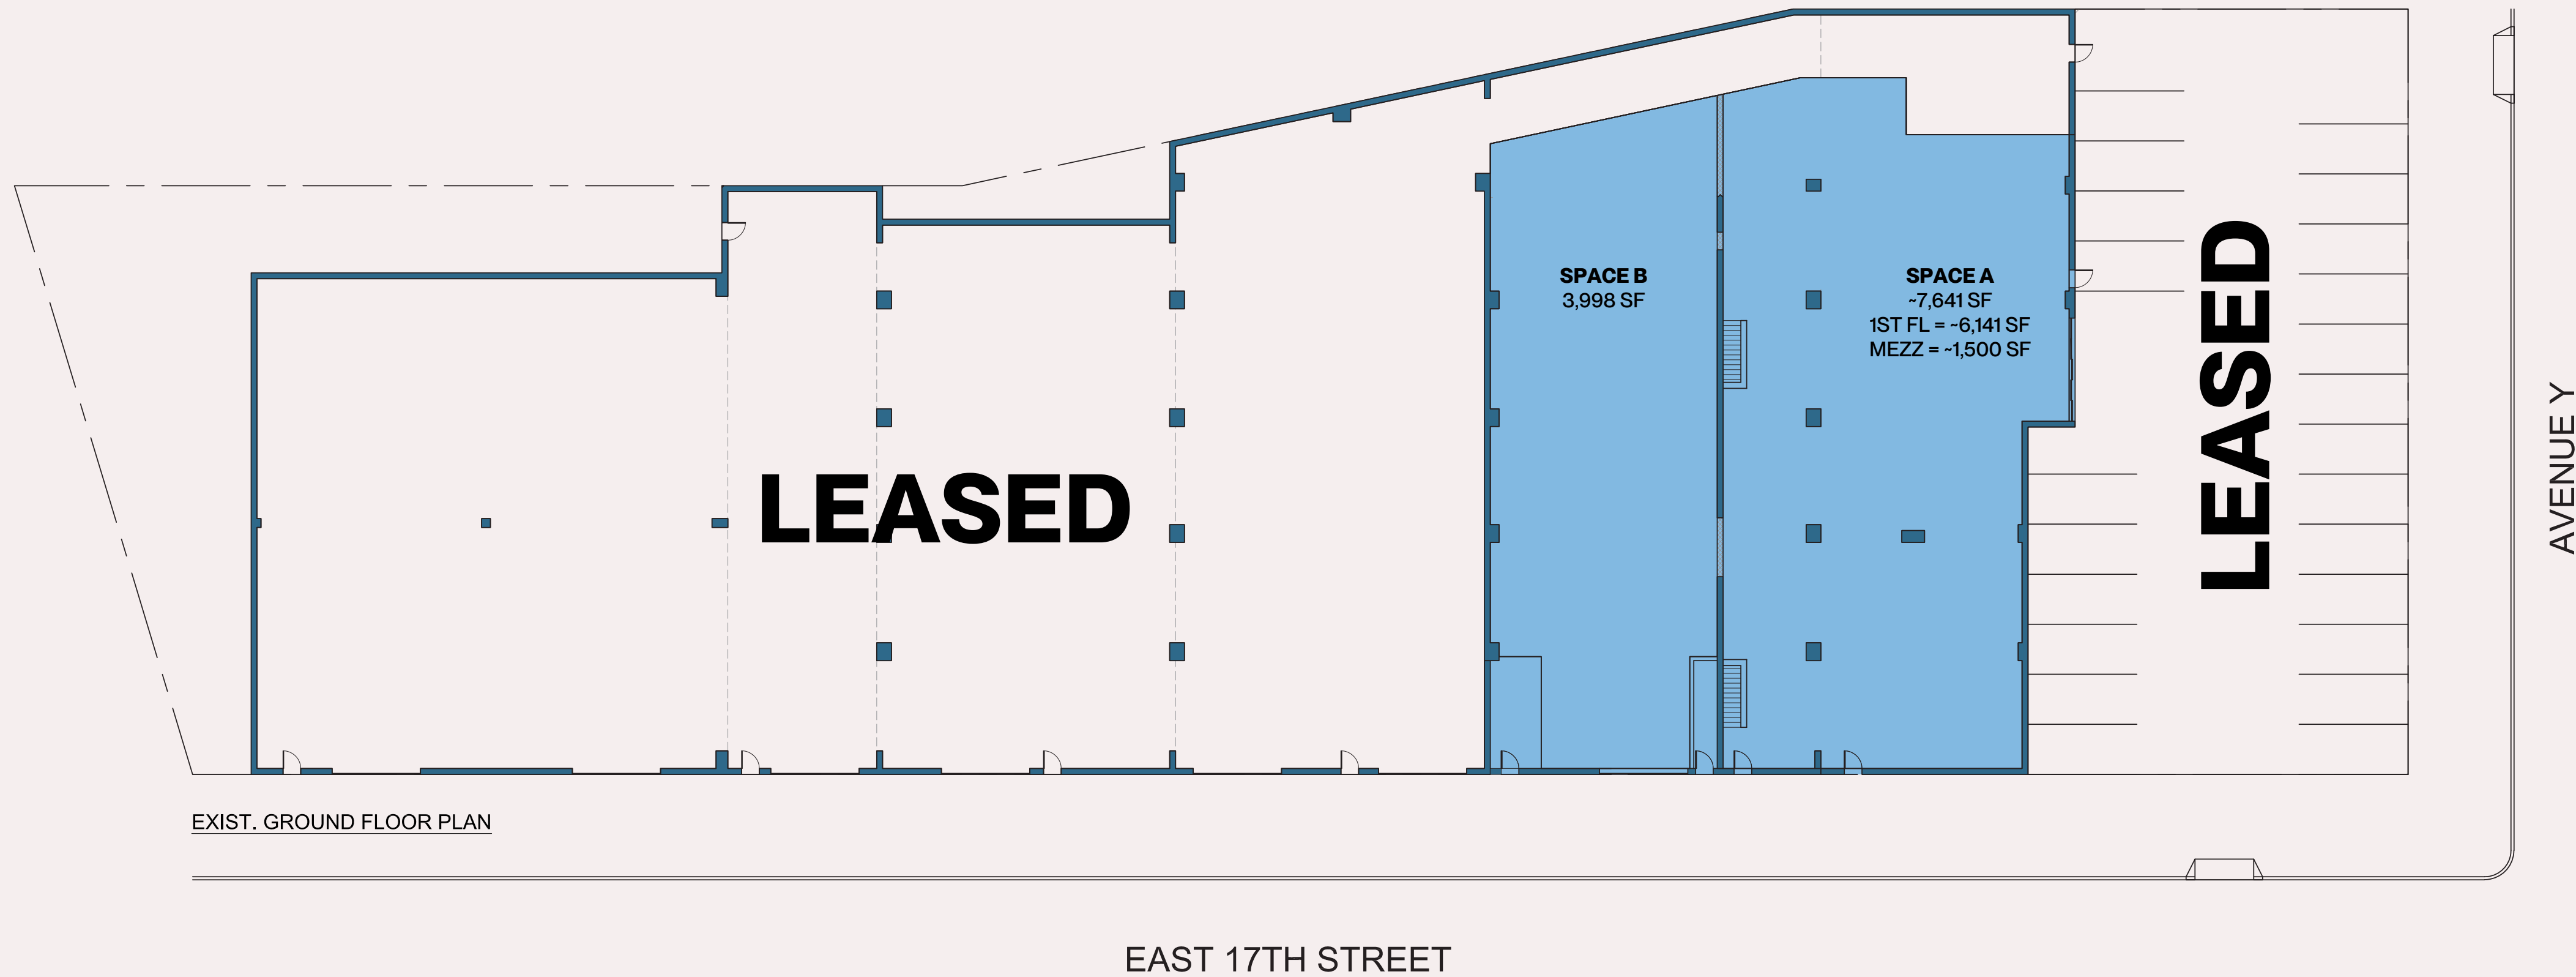 SPACE B
3,998 SF
SPACE A
~7,641 SF
1ST FL = ~6,141 SF
MEZZ = ~1,500 SF
LEASED
LEASED
AVENUE Y
EXIST. GROUND FLOOR PLAN
EAST 17TH STREET